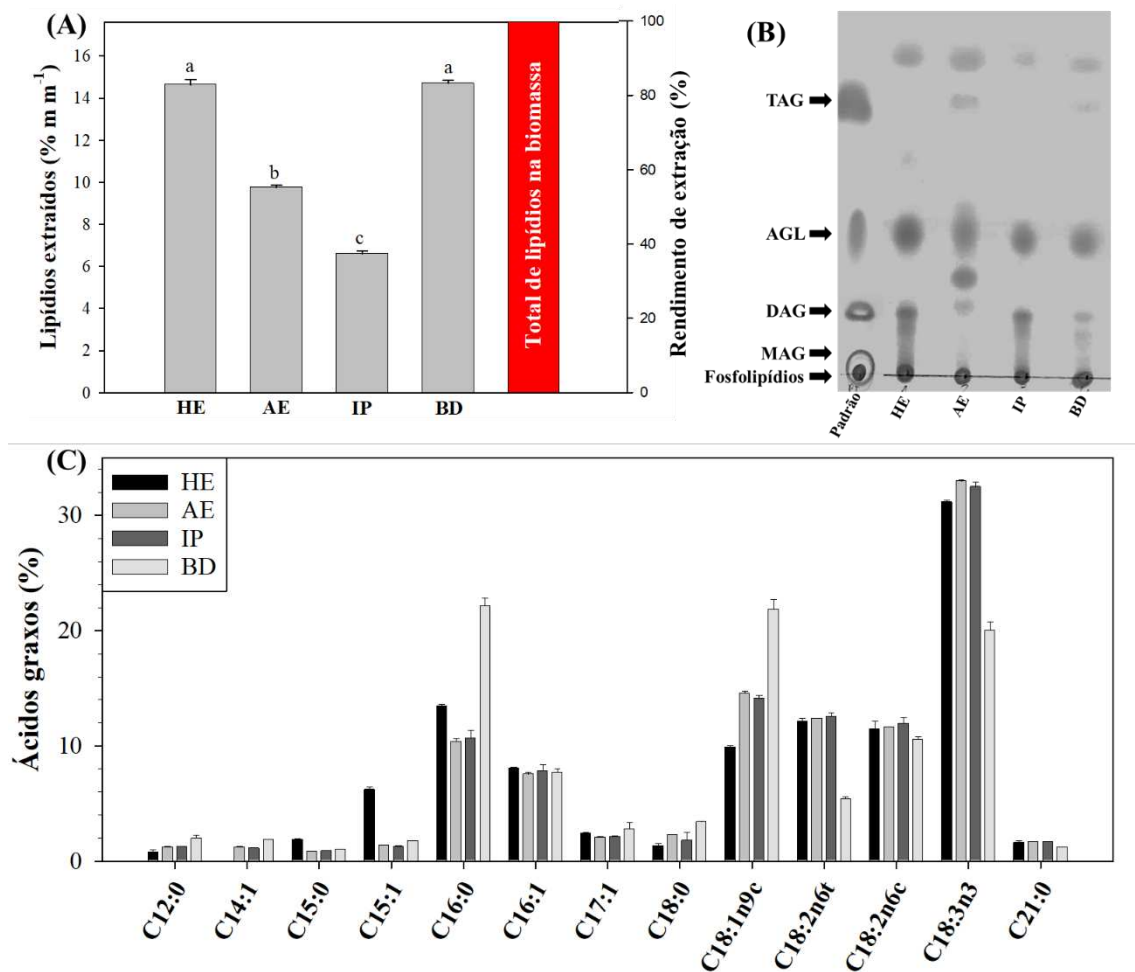 (A)
Lipídios extraídos (% m m⁻¹)
16
14
12
10
8
6
4
2
0
a
b
c
a
HE AE IP BD
Total de lipídios na biomassa
100
80
60
40
20
0
Rendimento de extração (%)
(B)
TAG
AGL
DAG
MAG
Fosfolipídios
Padrão HE AE IP BD
(C)
HE
AE
IP
BD
Ácidos graxos (%)
30
20
10
0
C12:0 C14:1 C15:0 C15:1 C16:0 C16:1 C17:1 C18:0 C18:1n9c C18:2n6t C18:2n6c C18:3n3 C21:0